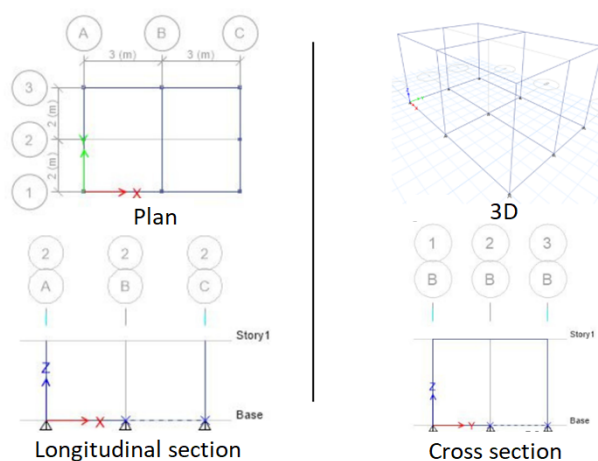 A B C
3 (m) 3 (m)
3
2 (m)
2
2 (m)
1
Y
X
Plan
3D
2 2 2
A B C
Story1
Z
X
Base
Longitudinal section
1 2 3
B B B
Story1
Z
Y
Base
Cross section